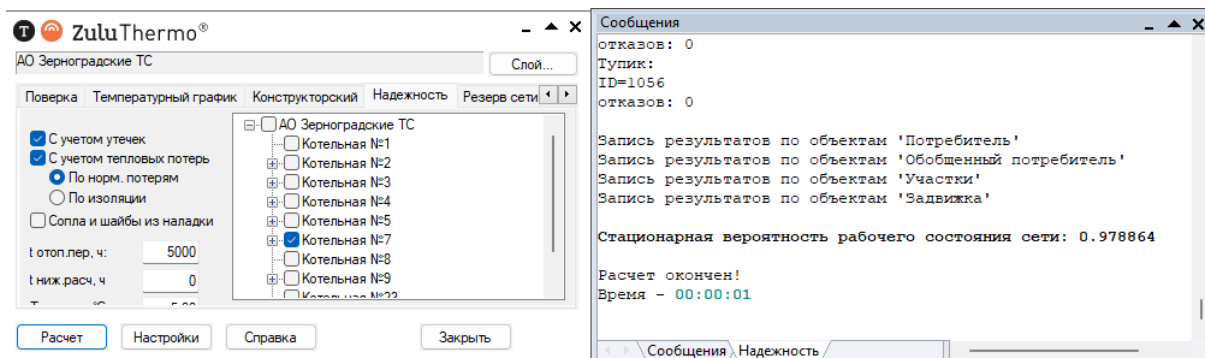 T ZuluThermo®
АО Зерноградские ТС
Слой...
Поверка Температурный график Конструкторский Надежность Резерв сети
С учетом утечек
С учетом тепловых потерь
По норм. потерям
По изоляции
Сопла и шайбы из наладки
t отоп.пер, ч: 5000
t ниж.расч, ч 0
АО Зерноградские ТС
Котельная №1
Котельная №2
Котельная №3
Котельная №4
Котельная №5
Котельная №7
Котельная №8
Котельная №9
Расчет Настройки Справка Закрыть
Сообщения
отказов: 0
Тупик:
ID=1056
отказов: 0
Запись результатов по объектам 'Потребитель'
Запись результатов по объектам 'Обобщенный потребитель'
Запись результатов по объектам 'Участки'
Запись результатов по объектам 'Задвижка'
Стационарная вероятность рабочего состояния сети: 0.978864
Расчет окончен!
Время - 00:00:01
Сообщения Надежность